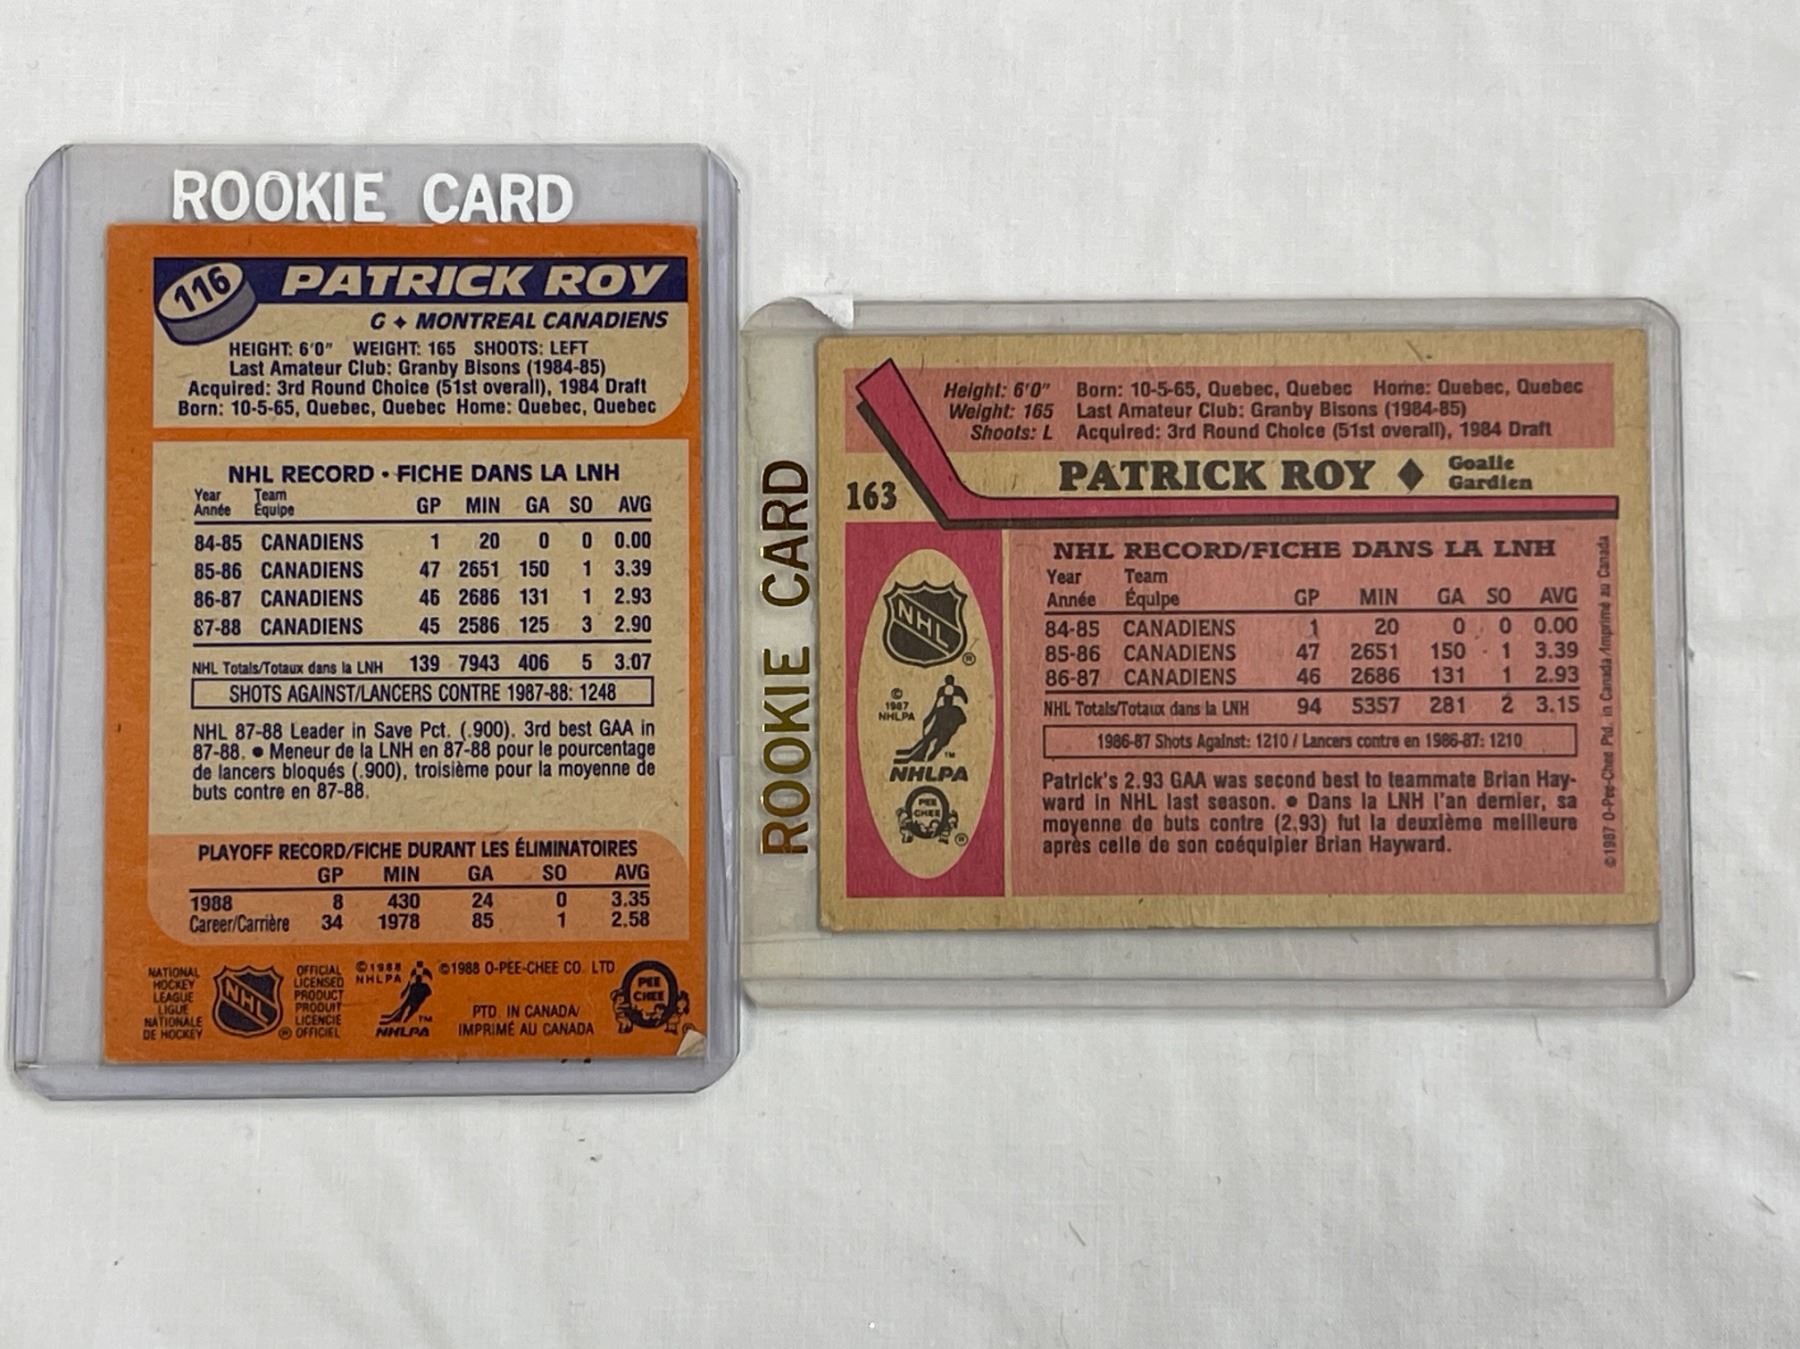 ROOKIE CARD
116
PATRICK ROY
G ✦ MONTREAL CANADIENS
HEIGHT: 6'0" WEIGHT: 165 SHOOTS: LEFT
Last Amateur Club: Granby Bisons (1984-85)
Acquired: 3rd Round Choice (51st overall), 1984 Draft
Born: 10-5-65, Quebec, Quebec Home: Quebec, Quebec
NHL RECORD • FICHE DANS LA LNH
Year Team
Année Équipe GP MIN GA SO AVG
84-85 CANADIENS 1 20 0 0 0.00
85-86 CANADIENS 47 2651 150 1 3.39
86-87 CANADIENS 46 2686 131 1 2.93
87-88 CANADIENS 45 2586 125 3 2.90
NHL Totals/Totaux dans la LNH 139 7943 406 5 3.07
SHOTS AGAINST/LANCERS CONTRE 1987-88: 1248
NHL 87-88 Leader in Save Pct. (.900). 3rd best GAA in
87-88. ● Meneur de la LNH en 87-88 pour le pourcentage
de lancers bloqués (.900), troisième pour la moyenne de
buts contre en 87-88.
PLAYOFF RECORD/FICHE DURANT LES ÉLIMINATOIRES
GP MIN GA SO AVG
1988 8 430 24 0 3.35
Career/Carrière 34 1978 85 1 2.58
NATIONAL
HOCKEY
LEAGUE
LIGUE
NATIONALE
DE HOCKEY
NHL
®
OFFICIAL
LICENSED
PRODUCT
PRODUIT
LICENCIE
OFFICIEL
©1988
NHLPA
™
NHLPA
©1988 O-PEE-CHEE CO. LTD
PTD. IN CANADA/
IMPRIMÉ AU CANADA
PEE
CHEE
®
ROOKIE CARD
Height: 6'0" Born: 10-5-65, Quebec, Quebec Home: Quebec, Quebec
Weight: 165 Last Amateur Club: Granby Bisons (1984-85)
Shoots: L Acquired: 3rd Round Choice (51st overall), 1984 Draft
163
PATRICK ROY ♦ Goalie
Gardien
NHL
®
©
1987
NHLPA
™
NHLPA
PEE
CHEE
®
NHL RECORD/FICHE DANS LA LNH
Year Team
Année Équipe GP MIN GA SO AVG
84-85 CANADIENS 1 20 0 0 0.00
85-86 CANADIENS 47 2651 150 1 3.39
86-87 CANADIENS 46 2686 131 1 2.93
NHL Totals/Totaux dans la LNH 94 5357 281 2 3.15
1986-87 Shots Against: 1210 / Lancers contre en 1986-87: 1210
Patrick's 2.93 GAA was second best to teammate Brian Hay-
ward in NHL last season. ● Dans la LNH l'an dernier, sa
moyenne de buts contre (2,93) fut la deuxième meilleure
après celle de son coéquipier Brian Hayward.
©1987 O-Pee-Chee Ptd. in Canada/Imprimé au Canada